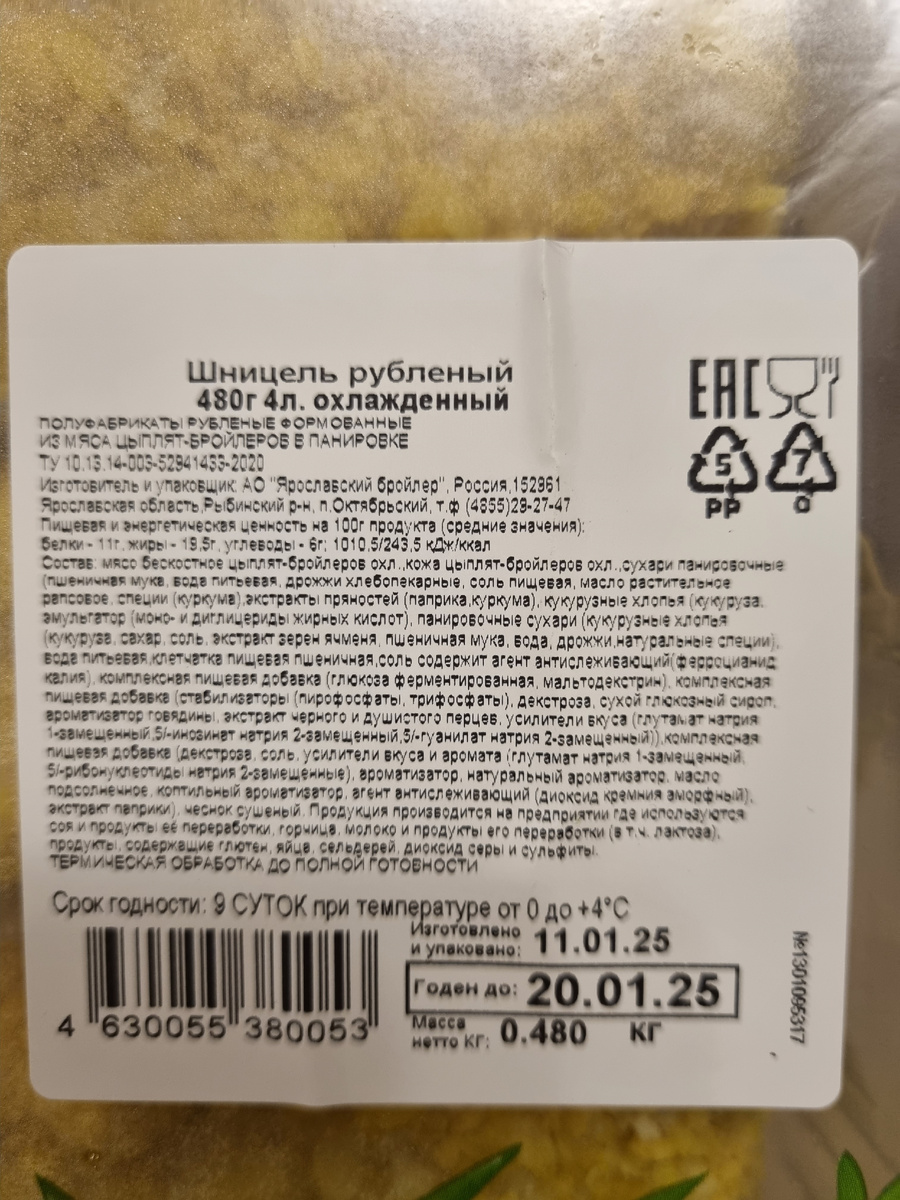 Шницель рубленый
480г 4л. охлажденный
ПОЛУФАБРИКАТЫ РУБЛЕНЫЕ ФОРМОВАННЫЕ
ИЗ МЯСА ЦЫПЛЯТ-БРОЙЛЕРОВ В ПАНИРОВКЕ
ТУ 10.13.14-003-52941433-2020
Изготовитель и упаковщик: АО "Ярославский бройлер", Россия,152961
Ярославская область,Рыбинский р-н, п.Октябрьский, т.ф (4855)29-27-47
Пищевая и энергетическая ценность на 100г продукта (средние значения):
белки - 11г, жиры - 19,5г, углеводы - 6г; 1010,5/243,5 кДж/ккал
Состав: мясо бескостное цыплят-бройлеров охл.,кожа цыплят-бройлеров охл.,сухари панировочные
(пшеничная мука, вода питьевая, дрожжи хлебопекарные, соль пищевая, масло растительное
рапсовое, специи (куркума),экстракты пряностей (паприка,куркума), кукурузные хлопья (кукуруза,
эмульгатор (моно- и диглицериды жирных кислот), панировочные сухари (кукурузные хлопья
(кукуруза, сахар, соль, экстракт зерен ячменя, пшеничная мука, вода, дрожжи,натуральные специи),
вода питьевая,клетчатка пищевая пшеничная,соль содержит агент антислеживающий(ферроцианид
калия), комплексная пищевая добавка (глюкоза ферментированная, мальтодекстрин), комплексная
пищевая добавка (стабилизаторы (пирофосфаты, трифосфаты), декстроза, сухой глюкозный сироп,
ароматизатор говядины, экстракт черного и душистого перцев, усилители вкуса (глутамат натрия
1-замещенный,5/-инозинат натрия 2-замещенный,5/-гуанилат натрия 2-замещенный)),комплексная
пищевая добавка (декстроза, соль, усилители вкуса и аромата (глутамат натрия 1-замещенный,
5/-рибонуклеотиды натрия 2-замещенные), ароматизатор, натуральный ароматизатор, масло
подсолнечное, коптильный ароматизатор, агент антислеживающий (диоксид кремния аморфный),
экстракт паприки), чеснок сушеный. Продукция производится на предприятии где используются
соя и продукты её переработки, горчица, молоко и продукты его переработки (в т.ч. лактоза),
продукты, содержащие глютен, яйца, сельдерей, диоксид серы и сульфиты.
ТЕРМИЧЕСКАЯ ОБРАБОТКА ДО ПОЛНОЙ ГОТОВНОСТИ
EAC
5
PP
7
O
Срок годности: 9 СУТОК при температуре от 0 до +4°С
Изготовлено
и упаковано: 11.01.25
Годен до: 20.01.25
Масса
нетто КГ: 0.480 КГ
4 630055 380053
№1301095317